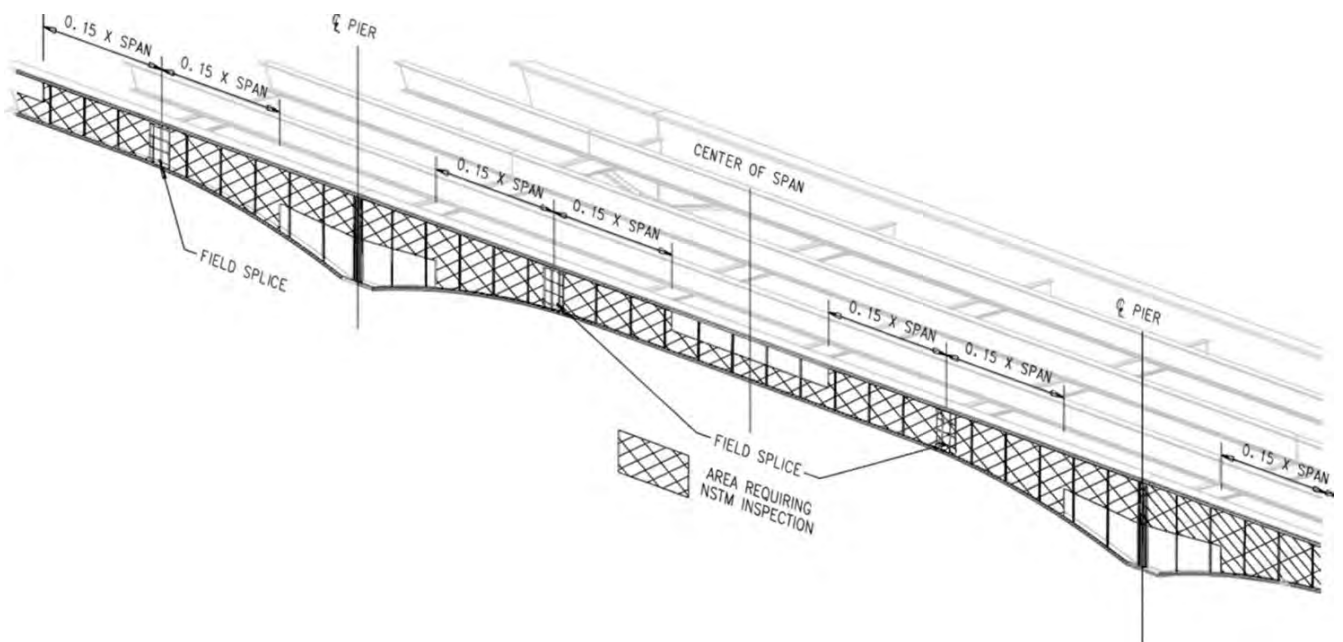 0.15 X SPAN
0.15 X SPAN
℄ PIER
FIELD SPLICE
0.15 X SPAN
0.15 X SPAN
CENTER OF SPAN
0.15 X SPAN
0.15 X SPAN
℄ PIER
FIELD SPLICE
AREA REQUIRING
NSTM INSPECTION
0.15 X SPAN